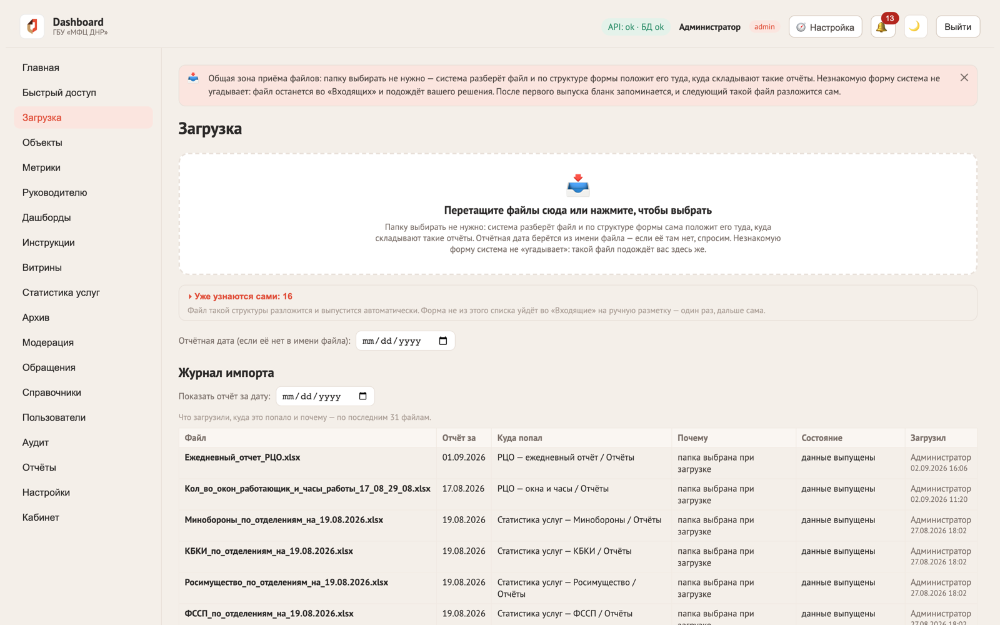 Dashboard
ГБУ «МФЦ ДНР»
API: ok · БД ok
Администратор
admin
Настройка
13
Выйти
Главная
Быстрый доступ
Загрузка
Объекты
Метрики
Руководителю
Дашборды
Инструкции
Витрины
Статистика услуг
Архив
Модерация
Обращения
Справочники
Пользователи
Аудит
Отчёты
Настройки
Кабинет
Общая зона приёма файлов: папку выбирать не нужно — система разберёт файл и по структуре формы положит его туда, куда складывают такие отчёты. Незнакомую форму система не
угадывает: файл останется во «Входящих» и подождёт вашего решения. После первого выпуска бланк запоминается, и следующий такой файл разложится сам.
Загрузка
Перетащите файлы сюда или нажмите, чтобы выбрать
Папку выбирать не нужно: система разберёт файл и по структуре формы сама положит его туда, куда
складывают такие отчёты. Отчётная дата берётся из имени файла — если её там нет, спросим. Незнакомую
форму система не «угадывает»: такой файл подождёт вас здесь же.
Уже узнаются сами: 16
Файл такой структуры разложится и выпустится автоматически. Форма не из этого списка уйдёт во «Входящие» на ручную разметку — один раз, дальше сама.
Отчётная дата (если её нет в имени файла): mm/dd/yyyy
Журнал импорта
Показать отчёт за дату: mm/dd/yyyy
Что загрузили, куда это попало и почему — по последним 31 файлам.
Файл Отчёт за Куда попал Почему Состояние Загрузил
Ежедневный_отчет_РЦО.xlsx 01.09.2026 РЦО — ежедневный отчёт / Отчёты папка выбрана при данные выпущены Администратор
загрузке 02.09.2026 16:06
Кол_во_окон_работающик_и_часы_работы_17_08_29_08.xlsx 17.08.2026 РЦО — окна и часы / Отчёты папка выбрана при данные выпущены Администратор
загрузке 02.09.2026 11:20
Минобороны_по_отделениям_на_19.08.2026.xlsx 19.08.2026 Статистика услуг — Минобороны / Отчёты папка выбрана при данные выпущены Администратор
загрузке 27.08.2026 18:02
КБКИ_по_отделениям_на_19.08.2026.xlsx 19.08.2026 Статистика услуг — КБКИ / Отчёты папка выбрана при данные выпущены Администратор
загрузке 27.08.2026 18:02
Росимущество_по_отделениям_на_19.08.2026.xlsx 19.08.2026 Статистика услуг — Росимущество / папка выбрана при данные выпущены Администратор
Отчёты загрузке 27.08.2026 18:02
ФССП_по_отделениям_на_19.08.2026.xlsx 19.08.2026 Статистика услуг — ФССП / Отчёты папка выбрана при данные выпущены Администратор
загрузке 27.08.2026 18:02